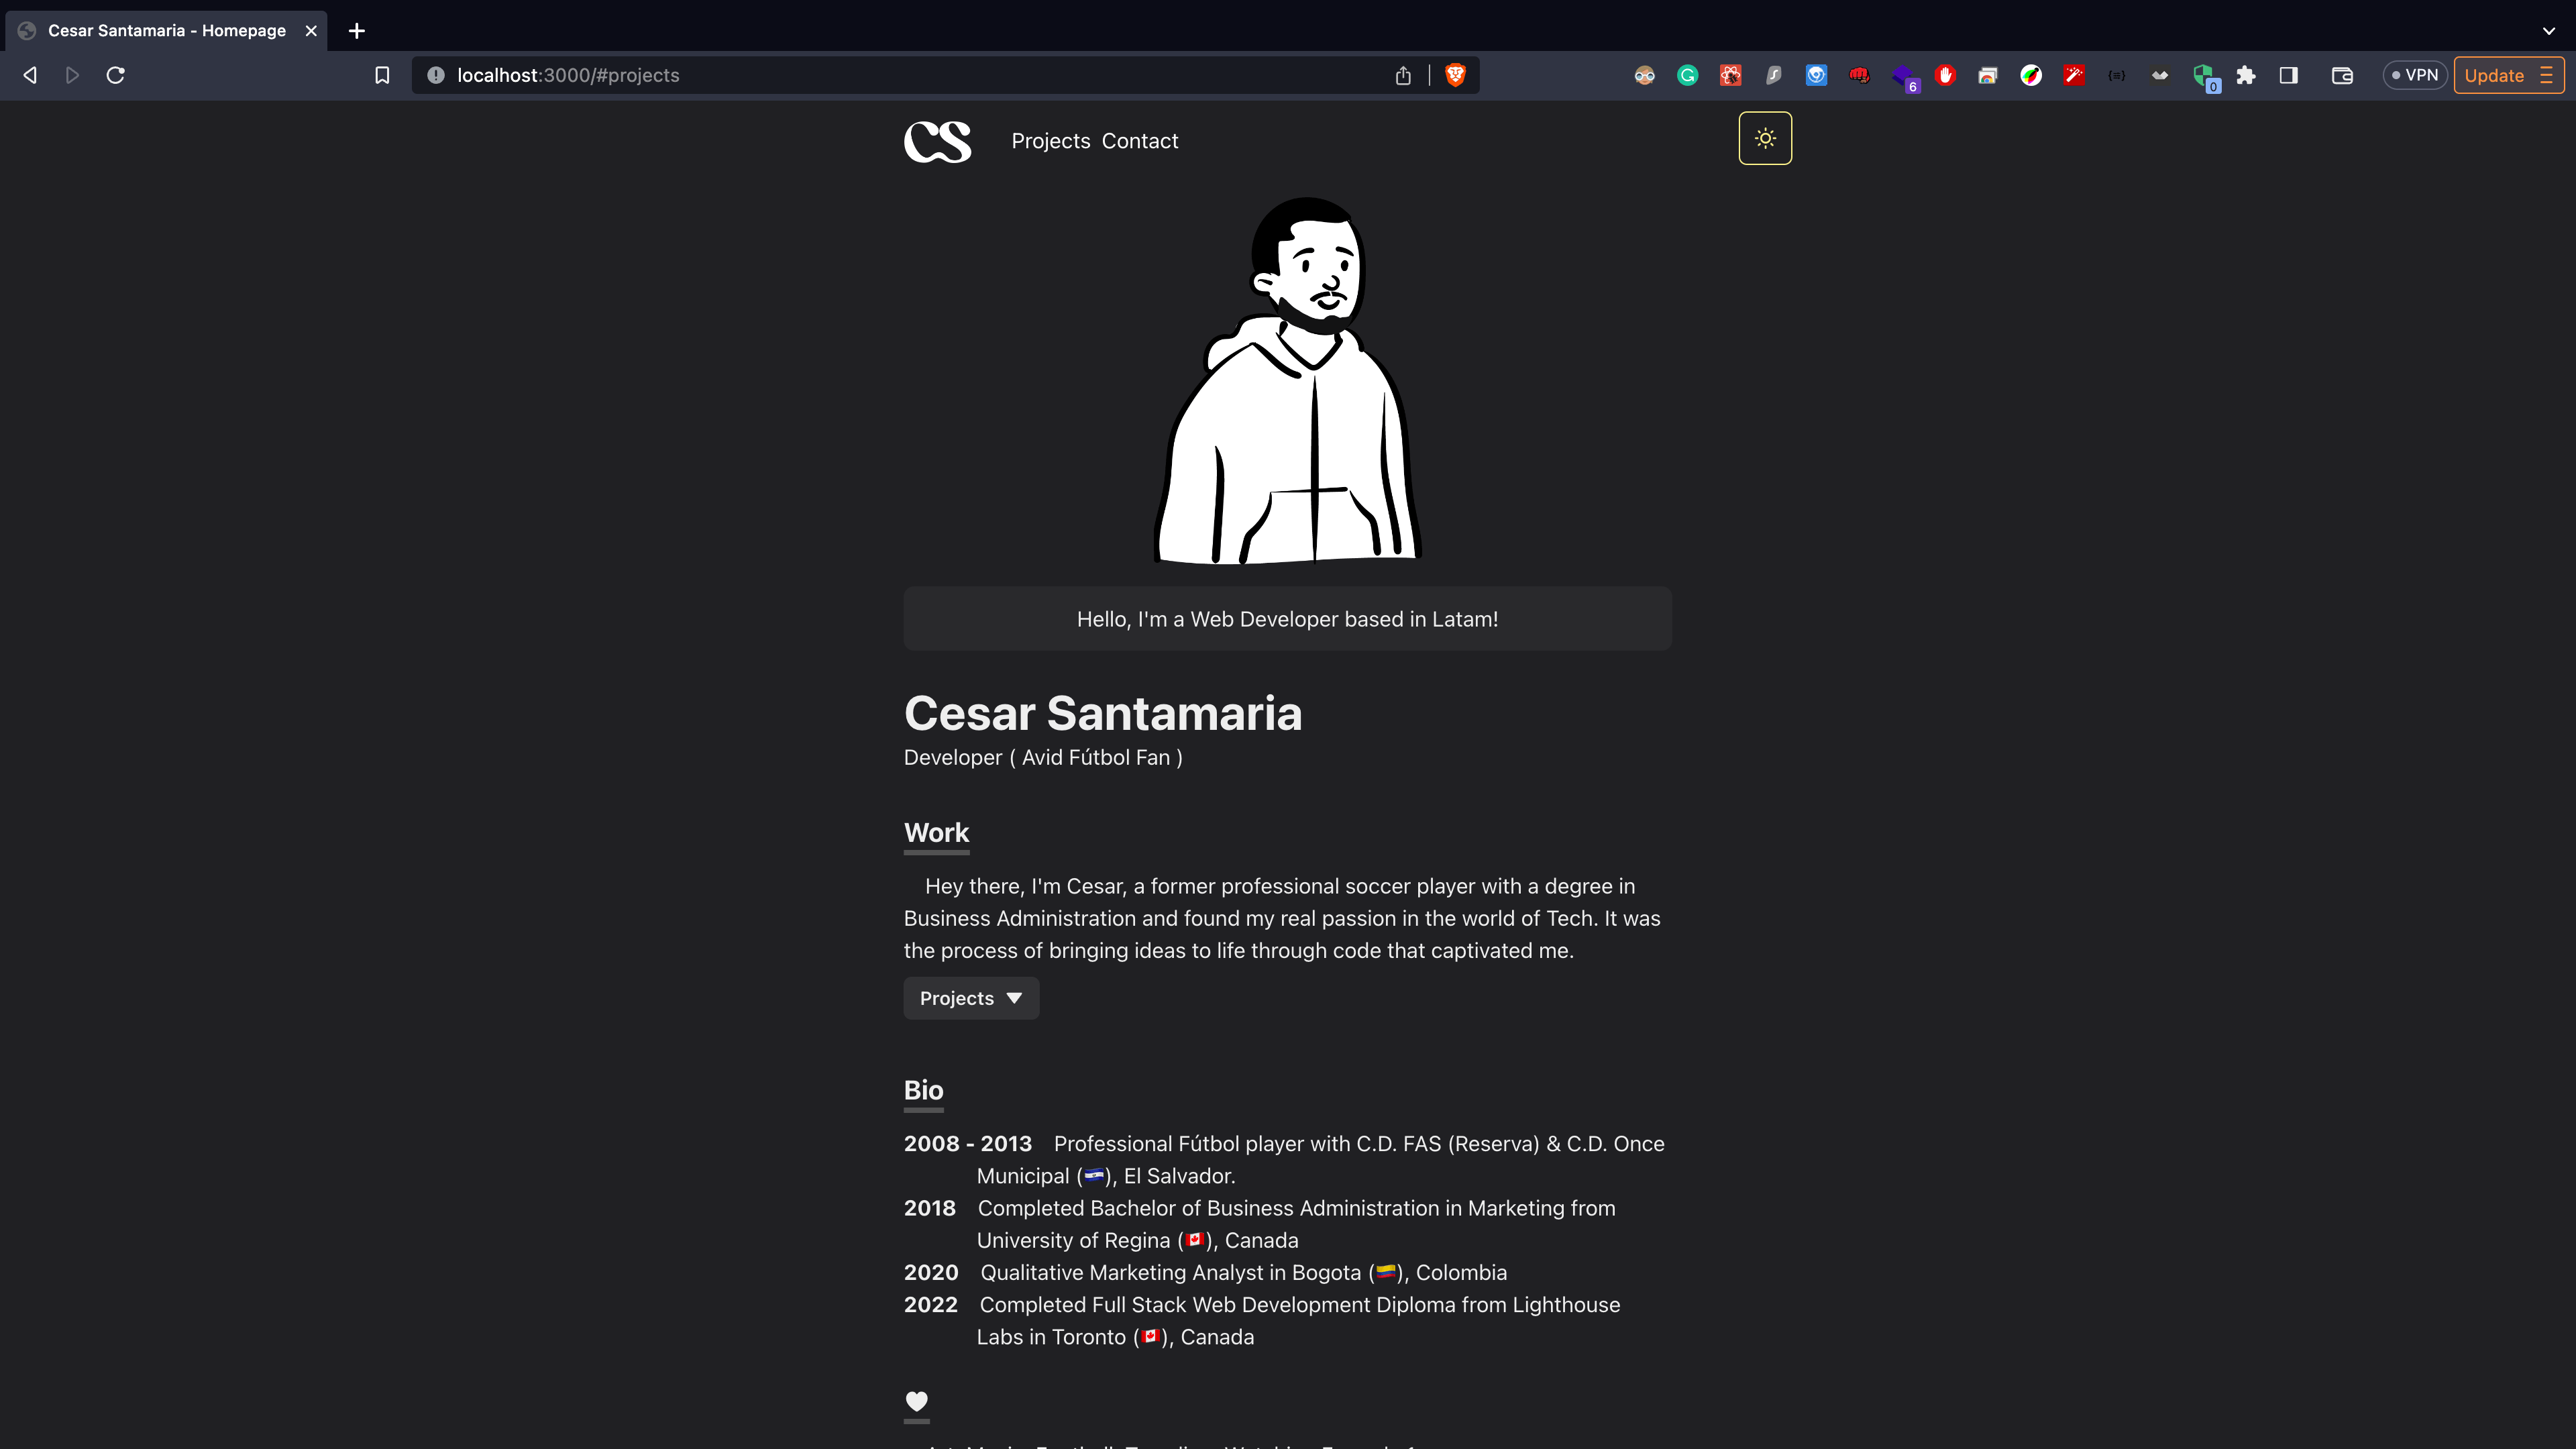 Cesar Santamaria - Homepage
localhost:3000/#projects
6
0
VPN
Update
CS
Projects Contact
Hello, I'm a Web Developer based in Latam!
Cesar Santamaria
Developer ( Avid Fútbol Fan )
Work
Hey there, I'm Cesar, a former professional soccer player with a degree in
Business Administration and found my real passion in the world of Tech. It was
the process of bringing ideas to life through code that captivated me.
Projects
Bio
2008 - 2013 Professional Fútbol player with C.D. FAS (Reserva) & C.D. Once
Municipal (🇸🇻), El Salvador.
2018 Completed Bachelor of Business Administration in Marketing from
University of Regina (🇨🇦), Canada
2020 Qualitative Marketing Analyst in Bogota (🇨🇴), Colombia
2022 Completed Full Stack Web Development Diploma from Lighthouse
Labs in Toronto (🇨🇦), Canada